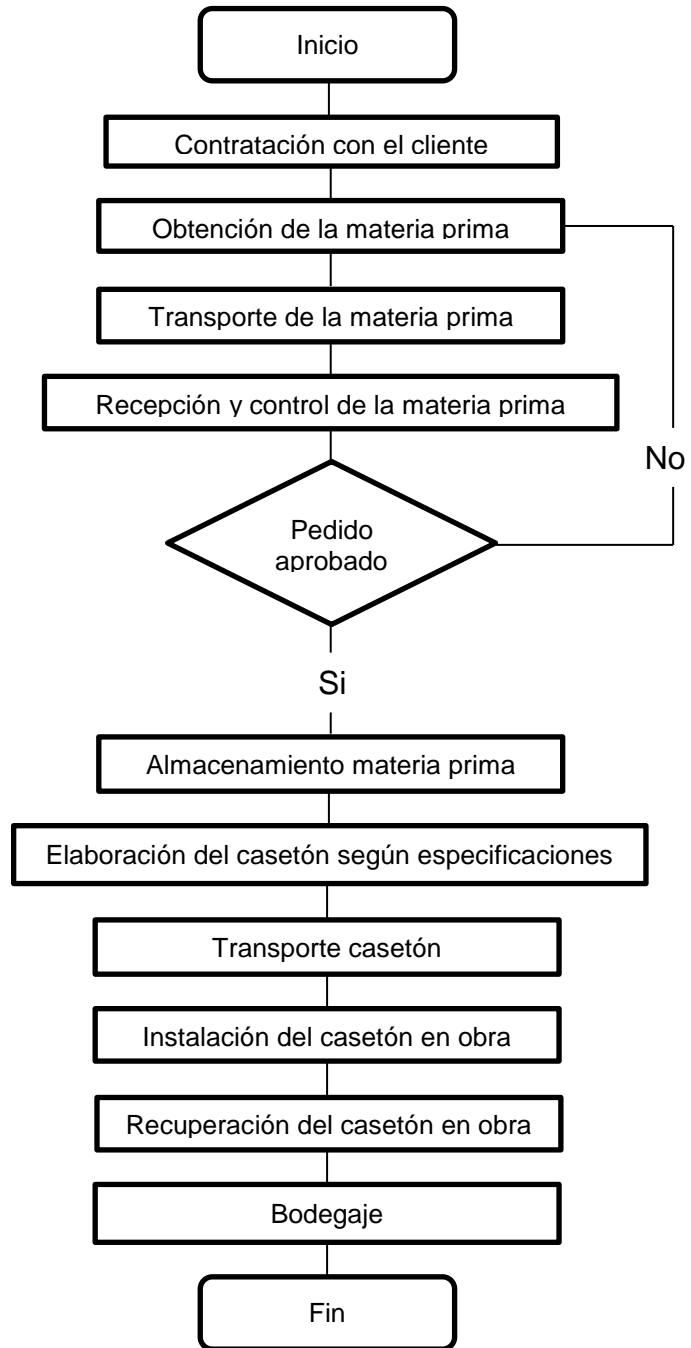 Inicio
Contratación con el cliente
Obtención de la materia prima
Transporte de la materia prima
Recepción y control de la materia prima
No
Pedido
aprobado
Si
Almacenamiento materia prima
Elaboración del casetón según especificaciones
Transporte casetón
Instalación del casetón en obra
Recuperación del casetón en obra
Bodegaje
Fin